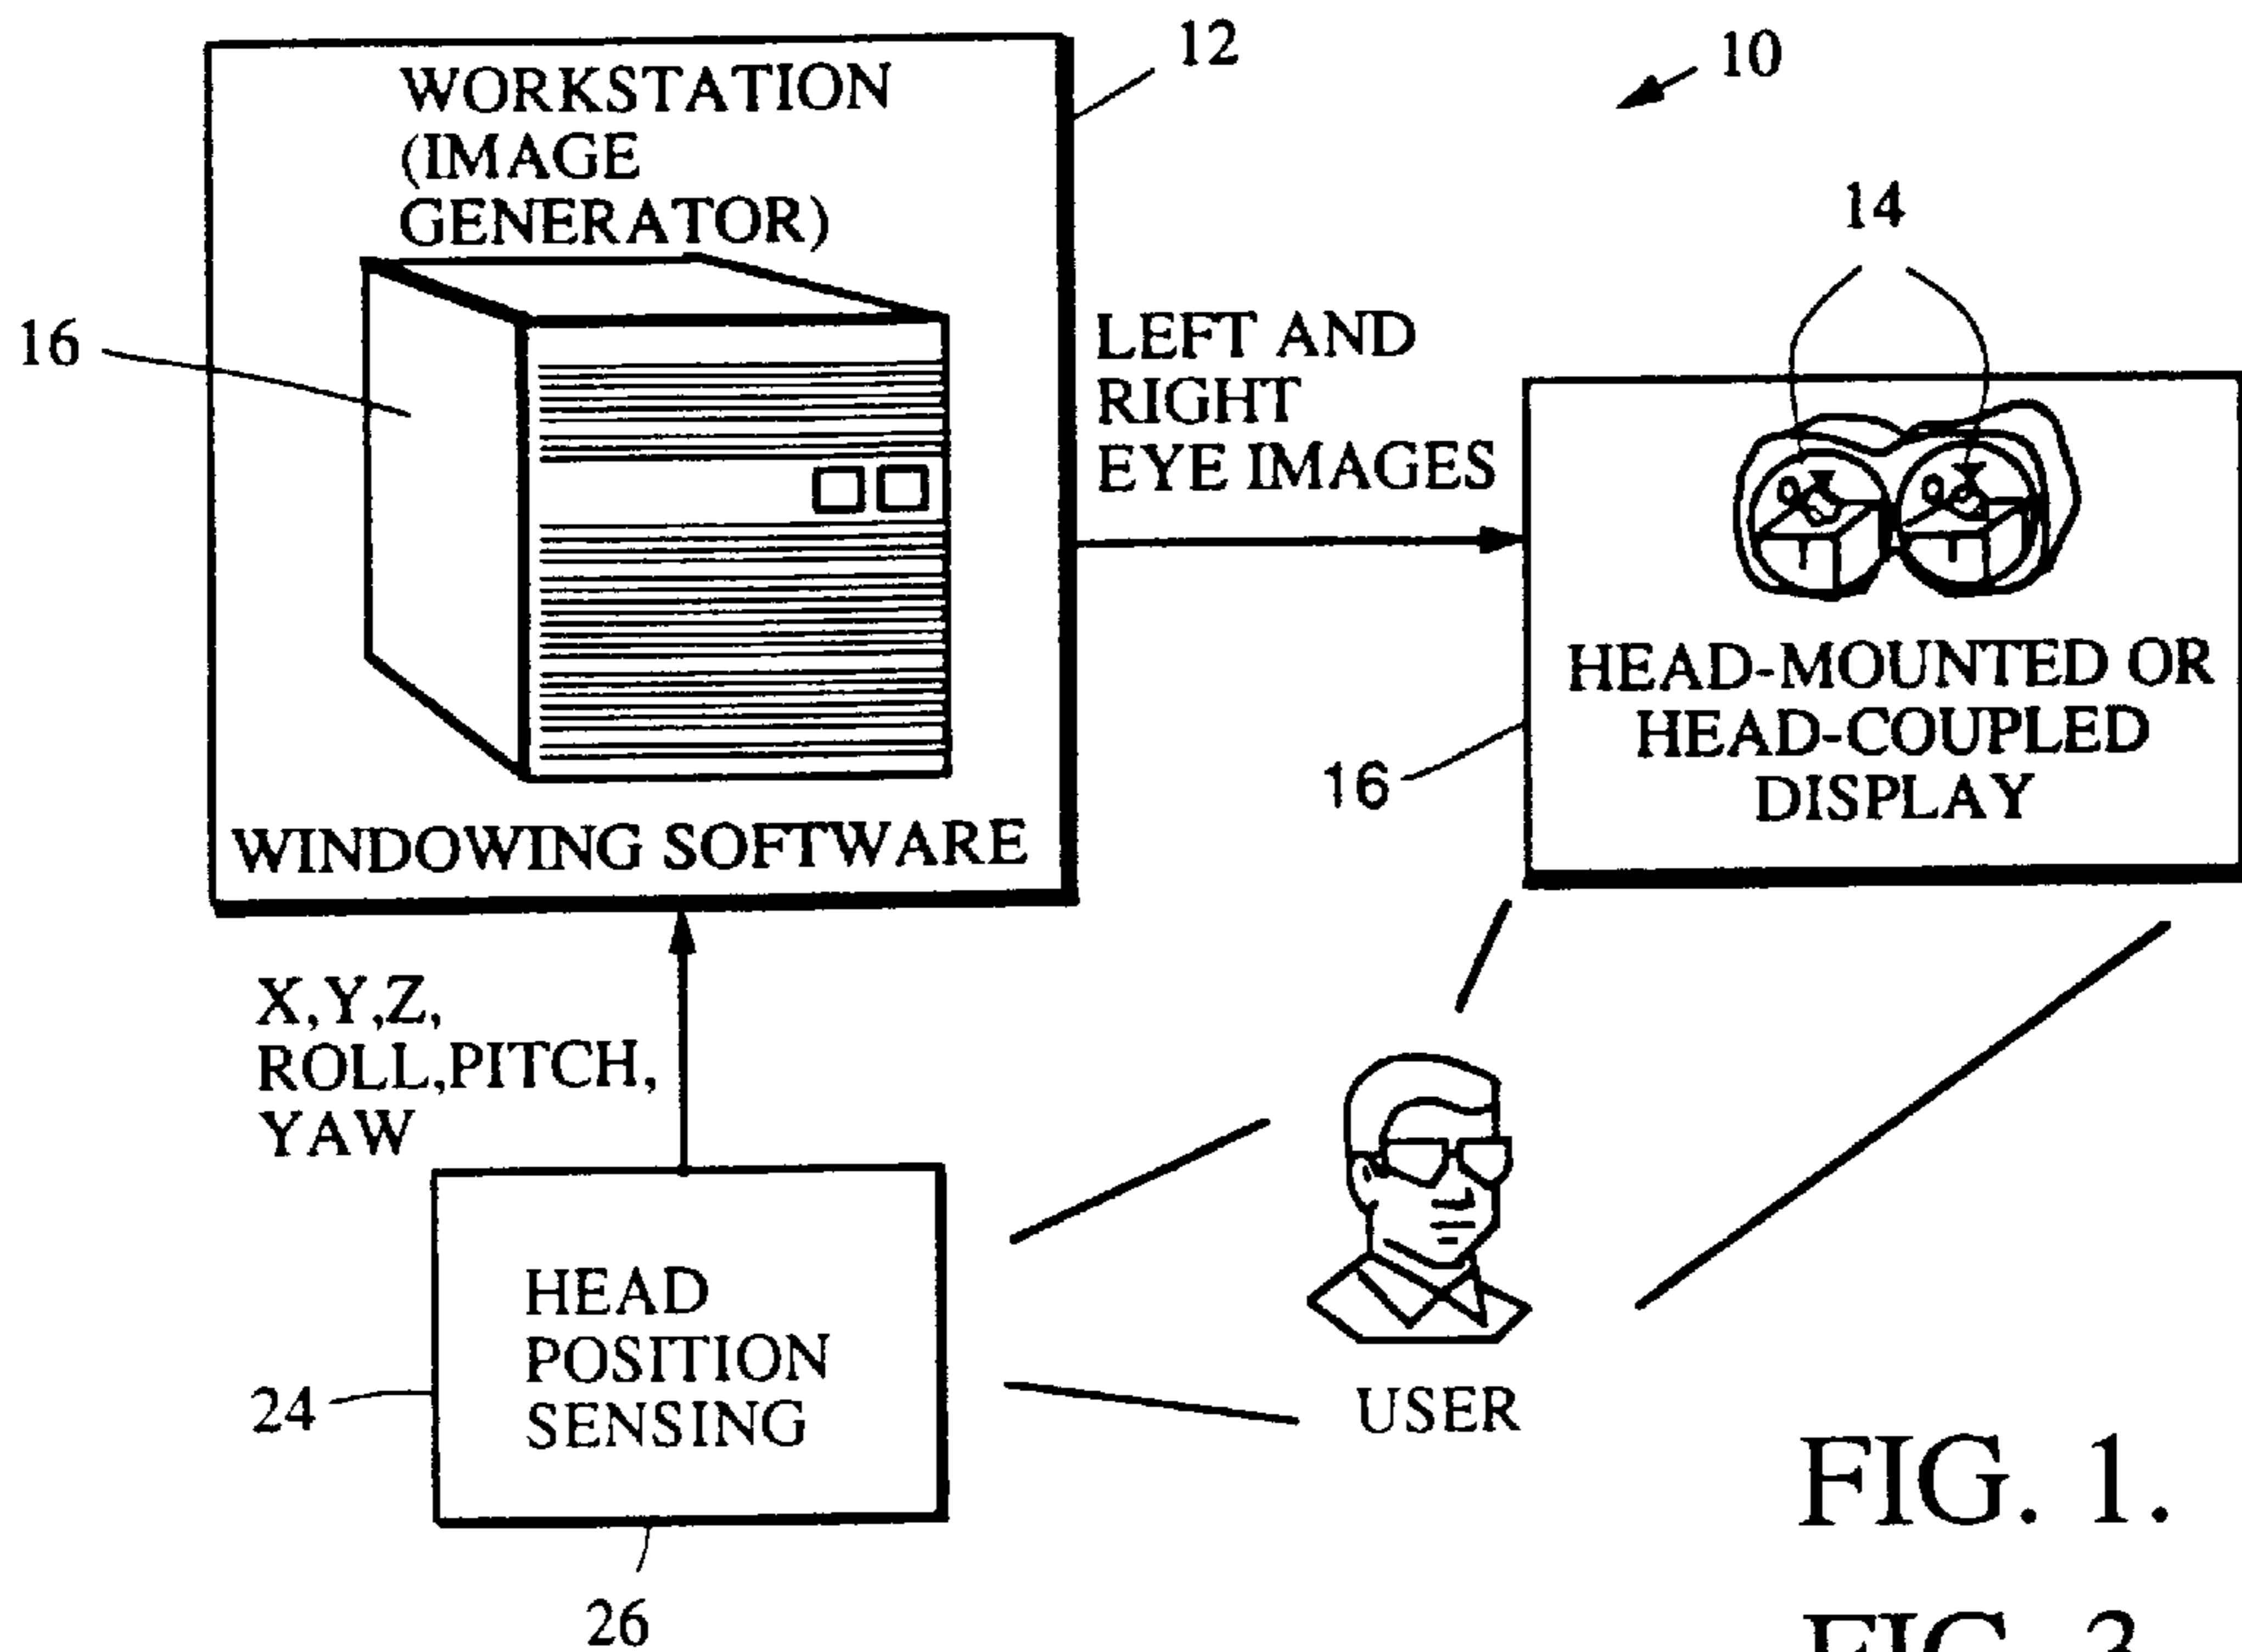 12
10
WORKSTATION
(IMAGE
GENERATOR)
14
16
LEFT AND
RIGHT
EYE IMAGES
HEAD-MOUNTED OR
HEAD-COUPLED
DISPLAY
16
WINDOWING SOFTWARE
X,Y,Z,
ROLL,PITCH,
YAW
HEAD
POSITION
SENSING
24
USER
26
FIG. 1.